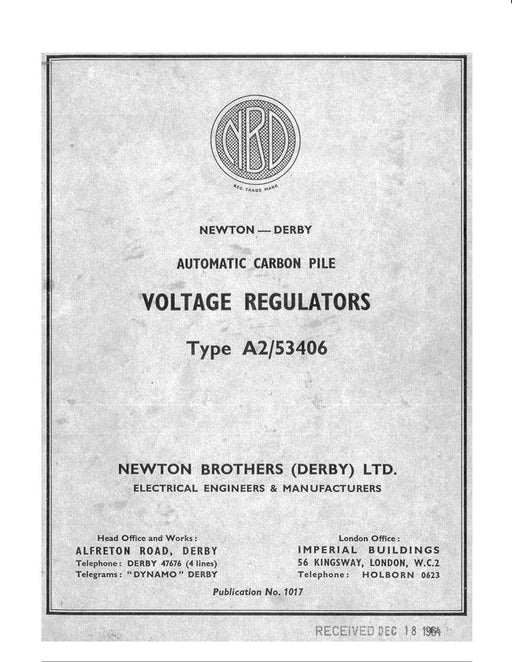 NBD
REG. TRADE MARK
NEWTON — DERBY
AUTOMATIC CARBON PILE
VOLTAGE REGULATORS
Type A2/53406
NEWTON BROTHERS (DERBY) LTD.
ELECTRICAL ENGINEERS & MANUFACTURERS
Head Office and Works:
ALFRETON ROAD, DERBY
Telephone: DERBY 47676 (4 lines)
Telegrams: "DYNAMO" DERBY
London Office:
IMPERIAL BUILDINGS
56 KINGSWAY, LONDON, W.C.2
Telephone: HOLBORN 0623
Publication No. 1017
RECEIVED DEC 18 1964